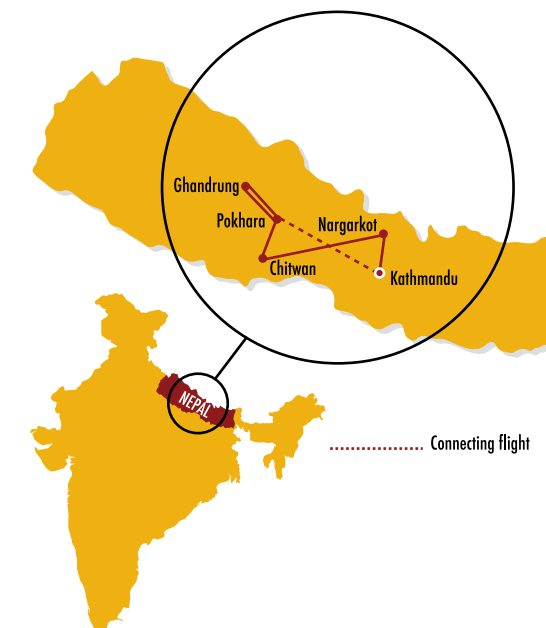 Ghandrung
Pokhara
Nargarkot
Chitwan
Kathmandu
NEPAL
Connecting flight